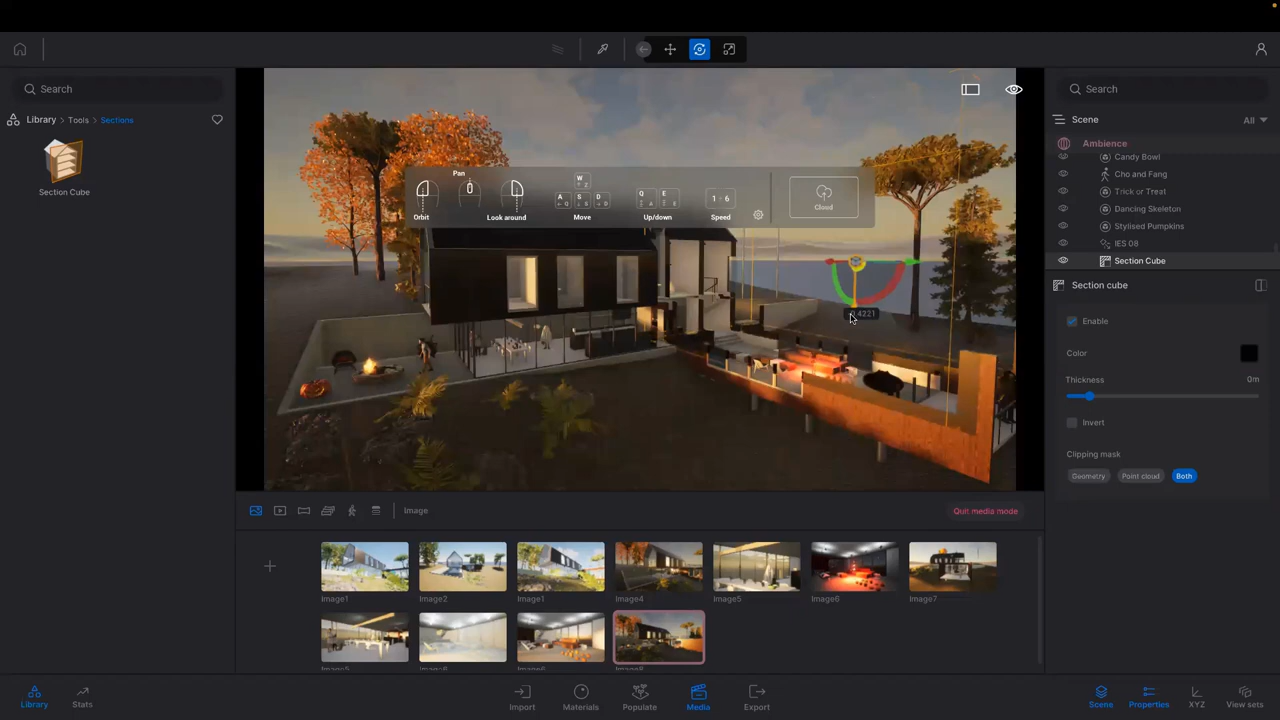 Search
Library > Tools > Sections
Section Cube
Pan
Orbit
Look around
W
A S D
Move
Q E
Up/down
1 - 6
Speed
Cloud
Search
Scene
All
Ambience
Candy Bowl
Cho and Fang
Trick or Treat
Dancing Skeleton
Stylised Pumpkins
IES 08
Section Cube
Section cube
Enable
Color
Thickness
0m
Invert
Clipping mask
Geometry
Point cloud
Both
Image
Quit media mode
Image1
Image2
Image1
Image4
Image5
Image6
Image7
Library
Stats
Import
Materials
Populate
Media
Export
Scene
Properties
XYZ
View sets